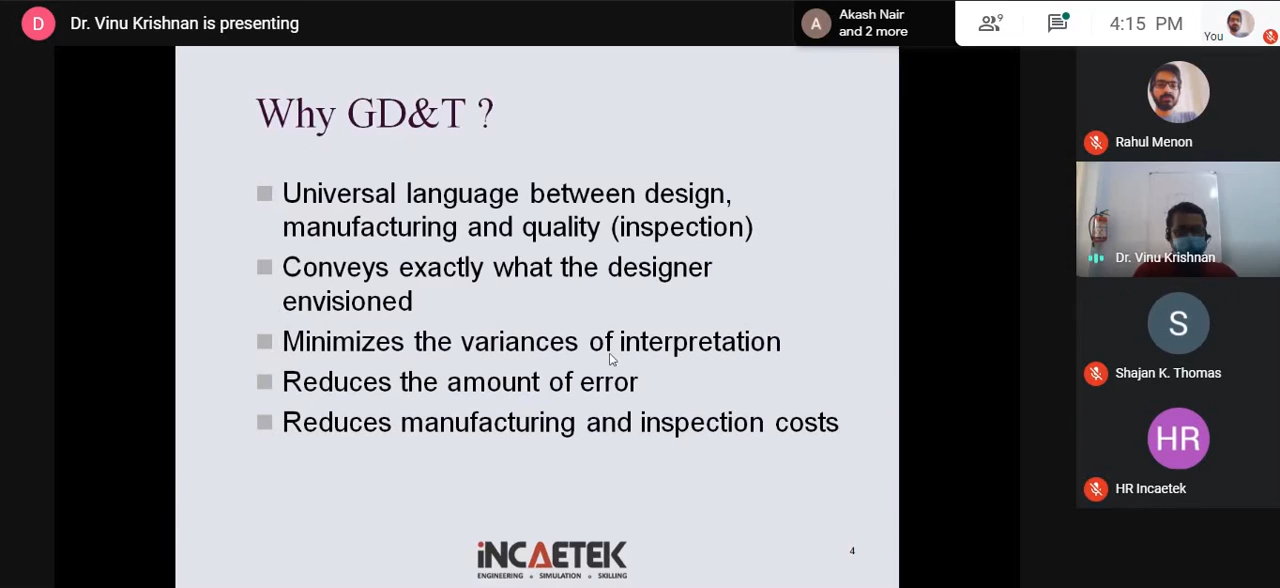 D
Dr. Vinu Krishnan is presenting
A
Akash Nair
and 2 more
9
4:15 PM
You
Why GD&T ?
Universal language between design,
manufacturing and quality (inspection)
Conveys exactly what the designer
envisioned
Minimizes the variances of interpretation
Reduces the amount of error
Reduces manufacturing and inspection costs
iNCAETEK
ENGINEERING • SIMULATION • SKILLING
4
Rahul Menon
Dr. Vinu Krishnan
S
Shajan K. Thomas
HR
HR Incaetek